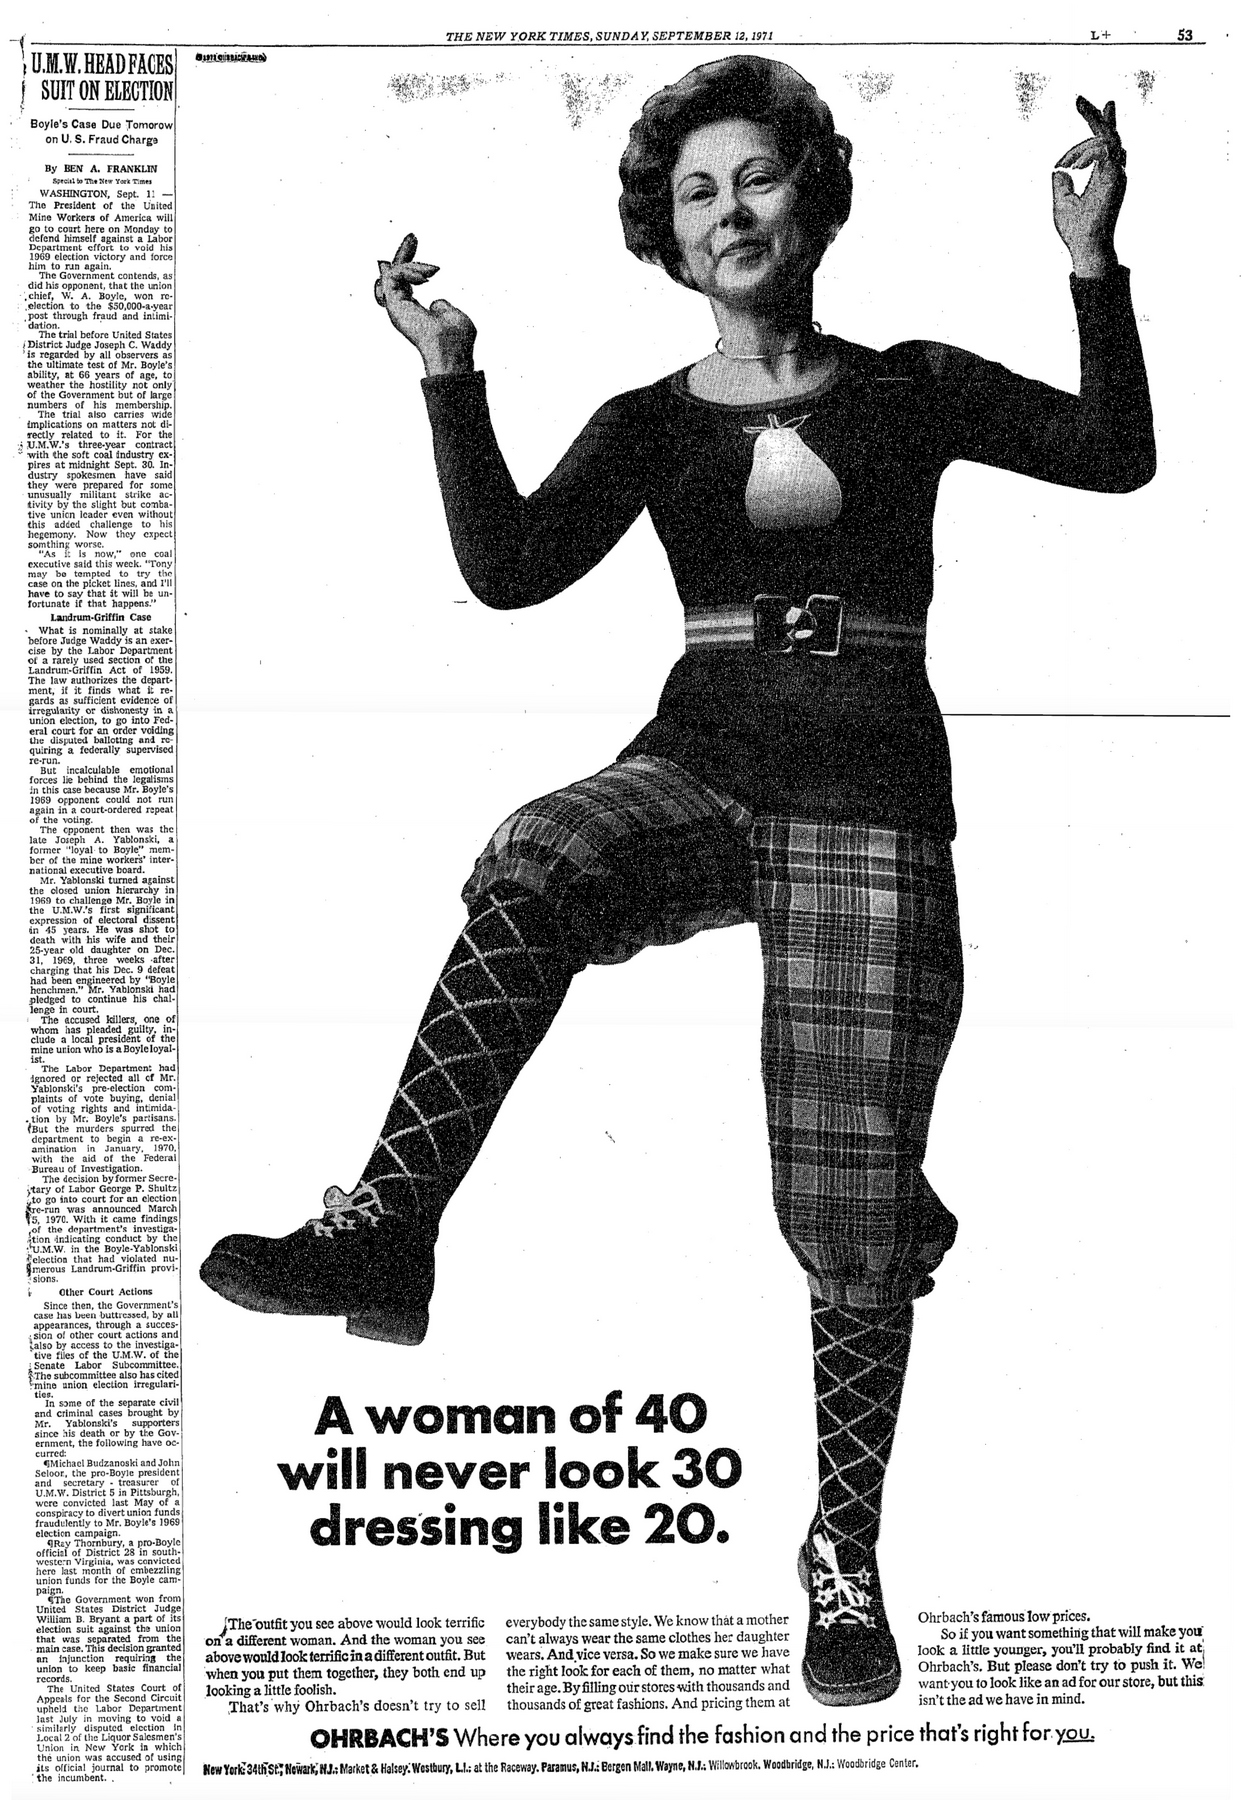 THE NEW YORK TIMES, SUNDAY, SEPTEMBER 12, 1971
L+
53
U.M.W. HEAD FACES
SUIT ON ELECTION
Boyle's Case Due Tomorow
on U. S. Fraud Charge
By BEN A. FRANKLIN
Special to The New York Times
WASHINGTON, Sept. 11 —
The President of the United
Mine Workers of America will
go to court here on Monday to
defend himself against a Labor
Department effort to void his
1969 election victory and force
him to run again.
The Government contends, as
did his opponent, that the union
chief, W. A. Boyle, won re-
election to the $50,000-a-year
post through fraud and intimi-
dation.
The trial before United States
District Judge Joseph C. Waddy
is regarded by all observers as
the ultimate test of Mr. Boyle's
ability, at 66 years of age, to
weather the hostility not only
of the Government but of large
numbers of his membership.
The trial also carries wide
implications on matters not di-
rectly related to it. For the
U.M.W.'s three-year contract
with the soft coal industry ex-
pires at midnight Sept. 30. In-
dustry spokesmen have said
they were prepared for some
unusually militant strike ac-
tivity by the slight but comba-
tive union leader even without
this added challenge to his
hegemony. Now they expect
somthing worse.
"As it is now," one coal
executive said this week. "Tony
may be tempted to try the
case on the picket lines, and I'll
have to say that it will be un-
fortunate if that happens."
Landrum-Griffin Case
What is nominally at stake
before Judge Waddy is an exer-
cise by the Labor Department
of a rarely used section of the
Landrum-Griffin Act of 1959.
The law authorizes the depart-
ment, if it finds what it re-
gards as sufficient evidence of
irregularity or dishonesty in a
union election, to go into Fed-
eral court for an order voiding
the disputed balloting and re-
quiring a federally supervised
re-run.
But incalculable emotional
forces lie behind the legalisms
in this case because Mr. Boyle's
1969 opponent could not run
again in a court-ordered repeat
of the voting.
The opponent then was the
late Joseph A. Yablonski, a
former "loyal to Boyle" mem-
ber of the mine workers' inter-
national executive board.
Mr. Yablonski turned against
the closed union hierarchy in
1969 to challenge Mr. Boyle in
the U.M.W.'s first significant
expression of electoral dissent
in 45 years. He was shot to
death with his wife and their
25-year old daughter on Dec.
31, 1969, three weeks after
charging that his Dec. 9 defeat
had been engineered by "Boyle
henchmen." Mr. Yablonski had
pledged to continue his chal-
lenge in court.
The accused killers, one of
whom has pleaded guilty, in-
clude a local president of the
mine union who is a Boyle loyal-
ist.
The Labor Department had
ignored or rejected all of Mr.
Yablonski's pre-election com-
plaints of vote buying, denial
of voting rights and intimida-
tion by Mr. Boyle's partisans.
But the murders spurred the
department to begin a re-ex-
amination in January, 1970,
with the aid of the Federal
Bureau of Investigation.
The decision by former Secre-
tary of Labor George P. Shultz
to go into court for an election
re-run was announced March
5, 1970. With it came findings
of the department's investiga-
tion indicating conduct by the
U.M.W. in the Boyle-Yablonski
election that had violated nu-
merous Landrum-Griffin provi-
sions.
Other Court Actions
Since then, the Government's
case has been buttressed, by all
appearances, through a succes-
sion of other court actions and
also by access to the investiga-
tive files of the U.M.W. of the
Senate Labor Subcommittee.
The subcommittee also has cited
mine union election irregulari-
ties.
In some of the separate civil
and criminal cases brought by
Mr. Yablonski's supporters
since his death or by the Gov-
ernment, the following have oc-
curred:
¶Michael Budzanoski and John
Seloor, the pro-Boyle president
and secretary - treasurer of
U.M.W. District 5 in Pittsburgh,
were convicted last May of a
conspiracy to divert union funds
fraudulently to Mr. Boyle's 1969
election campaign.
¶Ray Thornbury, a pro-Boyle
official of District 28 in south-
western Virginia, was convicted
here last month of embezzling
union funds for the Boyle cam-
paign.
¶The Government won from
United States District Judge
William B. Bryant a part of its
election suit against the union
that was separated from the
main case. This decision granted
an injunction requiring the
union to keep basic financial
records.
The United States Court of
Appeals for the Second Circuit
upheld the Labor Department
last July in moving to void a
similarly disputed election in
Local 2 of the Liquor Salesmen's
Union in New York in which
the union was accused of using
its official journal to promote
the incumbent.
A woman of 40
will never look 30
dressing like 20.
The outfit you see above would look terrific
on a different woman. And the woman you see
above would look terrific in a different outfit. But
when you put them together, they both end up
looking a little foolish.
That's why Ohrbach's doesn't try to sell
everybody the same style. We know that a mother
can't always wear the same clothes her daughter
wears. And vice versa. So we make sure we have
the right look for each of them, no matter what
their age. By filling our stores with thousands and
thousands of great fashions. And pricing them at
Ohrbach's famous low prices.
So if you want something that will make you
look a little younger, you'll probably find it at
Ohrbach's. But please don't try to push it. We
want you to look like an ad for our store, but this
isn't the ad we have in mind.
OHRBACH'S Where you always find the fashion and the price that's right for you.
New York: 34th St.; Newark, N.J.: Market & Halsey. Westbury, L.I.: at the Raceway. Paramus, N.J.: Bergen Mall. Wayne, N.J.: Willowbrook. Woodbridge, N.J.: Woodbridge Center.